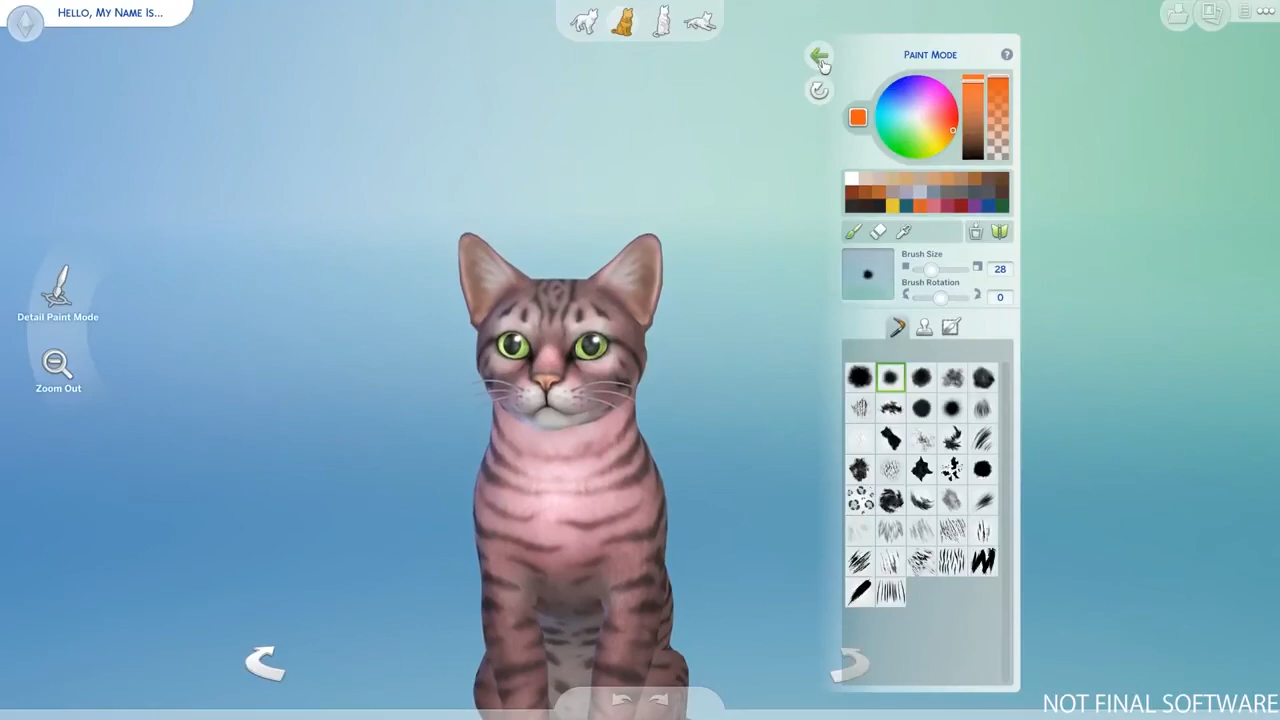 Hello, My Name Is...
Paint Mode
?
Brush Size
28
Brush Rotation
0
Detail Paint Mode
Zoom Out
NOT FINAL SOFTWARE